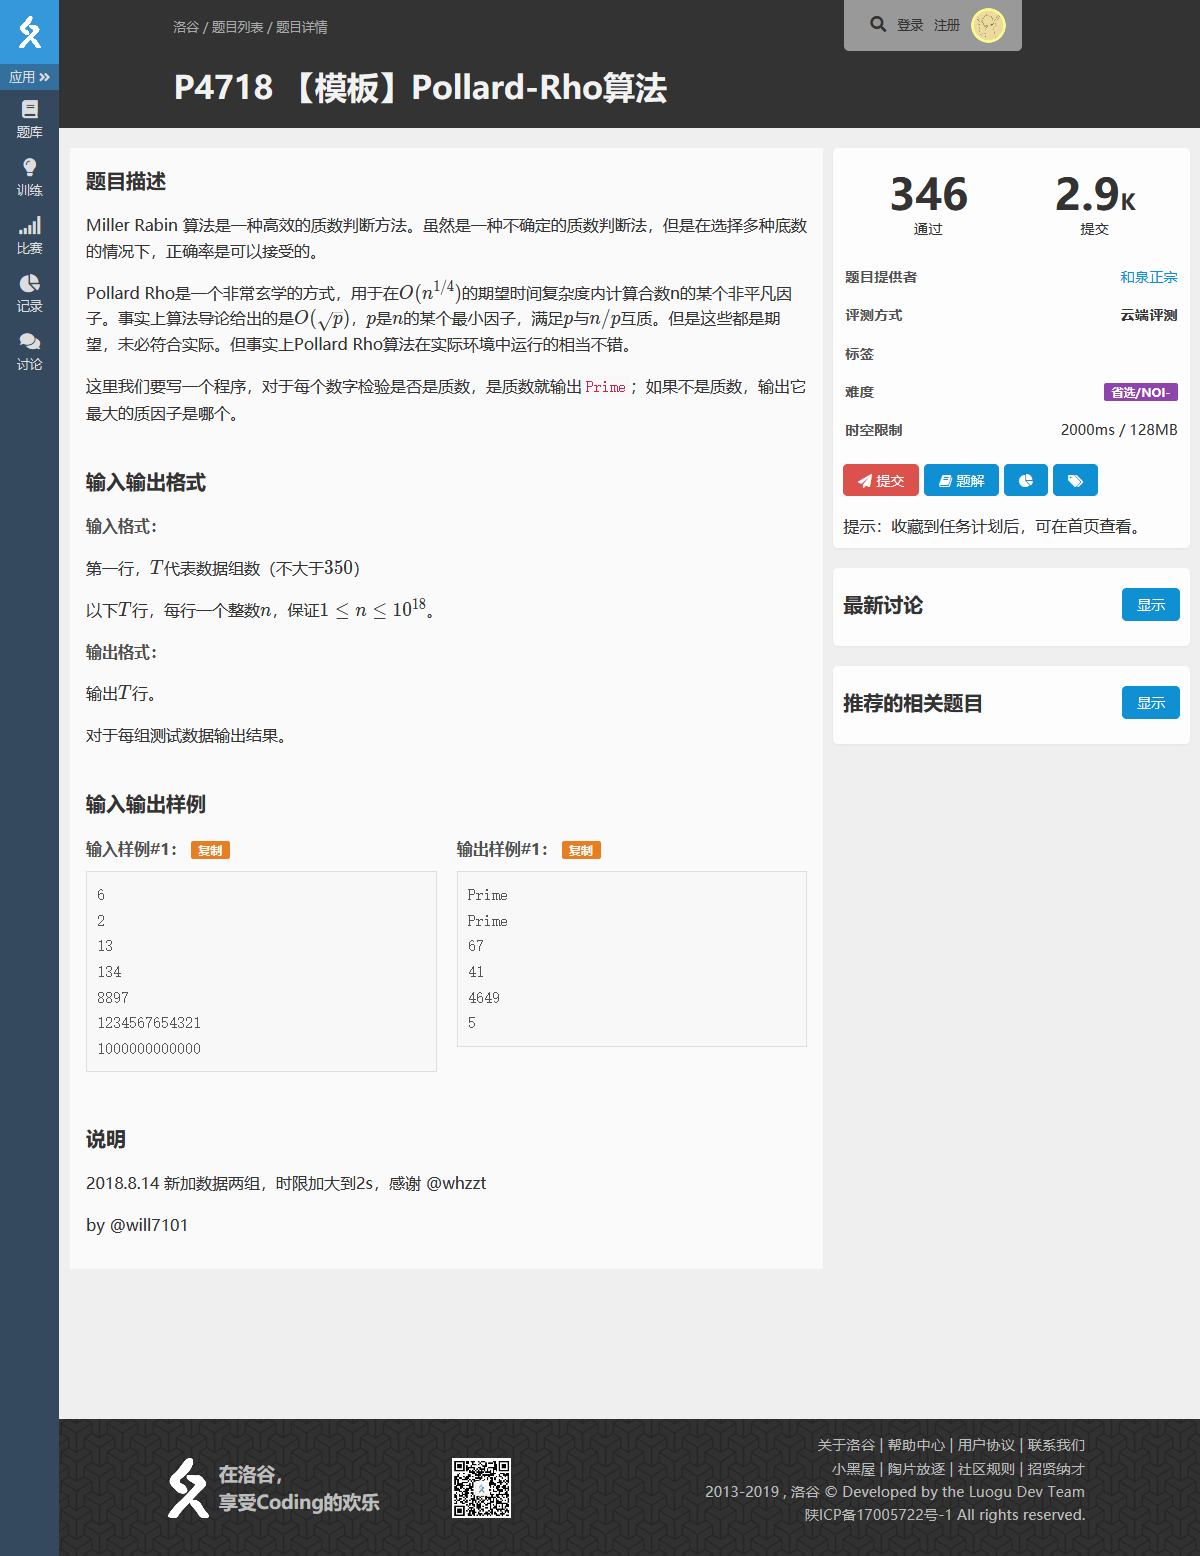 洛谷 / 题目列表 / 题目详情
登录 注册
应用
P4718 【模板】Pollard-Rho算法
题库
训练
比赛
记录
讨论
题目描述
Miller Rabin 算法是一种高效的质数判断方法。虽然是一种不确定的质数判断法，但是在选择多种底数
的情况下，正确率是可以接受的。
Pollard Rho是一个非常玄学的方式，用于在O(n^{1/4})的期望时间复杂度内计算合数n的某个非平凡因
子。事实上算法导论给出的是O(√p)，p是n的某个最小因子，满足p与n/p互质。但是这些都是期
望，未必符合实际。但事实上Pollard Rho算法在实际环境中运行的相当不错。
这里我们要写一个程序，对于每个数字检验是否是质数，是质数就输出 Prime ；如果不是质数，输出它
最大的质因子是哪个。
输入输出格式
输入格式：
第一行，T代表数据组数（不大于350）
以下T行，每行一个整数n，保证1 ≤ n ≤ 10^{18}。
输出格式：
输出T行。
对于每组测试数据输出结果。
输入输出样例
输入样例#1： 复制
6
2
13
134
8897
1234567654321
1000000000000
输出样例#1： 复制
Prime
Prime
67
41
4649
5
说明
2018.8.14 新加数据两组，时限加大到2s，感谢 @whzzt
by @will7101
346 2.9K
通过 提交
题目提供者 和泉正宗
评测方式 云端评测
标签
难度 省选/NOI-
时空限制 2000ms / 128MB
提交 题解
提示：收藏到任务计划后，可在首页查看。
最新讨论 显示
推荐的相关题目 显示
在洛谷，
享受Coding的欢乐
关于洛谷 | 帮助中心 | 用户协议 | 联系我们
小黑屋 | 陶片放逐 | 社区规则 | 招贤纳才
2013-2019 , 洛谷 © Developed by the Luogu Dev Team
陕ICP备17005722号-1 All rights reserved.